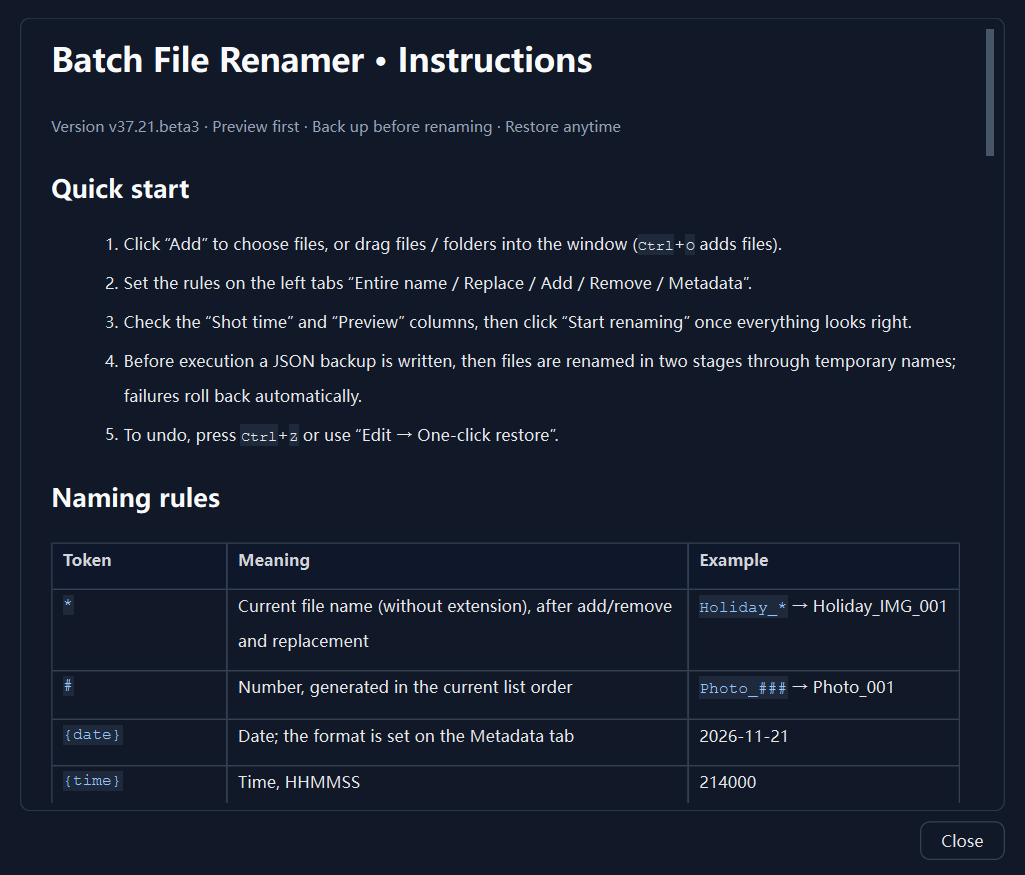 Batch File Renamer • Instructions
Version v37.21.beta3 · Preview first · Back up before renaming · Restore anytime
Quick start
1. Click “Add” to choose files, or drag files / folders into the window (Ctrl+O adds files).
2. Set the rules on the left tabs “Entire name / Replace / Add / Remove / Metadata”.
3. Check the “Shot time” and “Preview” columns, then click “Start renaming” once everything looks right.
4. Before execution a JSON backup is written, then files are renamed in two stages through temporary names;
failures roll back automatically.
5. To undo, press Ctrl+Z or use “Edit → One-click restore”.
Naming rules
Token Meaning Example
* Current file name (without extension), after add/remove Holiday_* → Holiday_IMG_001
and replacement
# Number, generated in the current list order Photo_### → Photo_001
{date} Date; the format is set on the Metadata tab 2026-11-21
{time} Time, HHMMSS 214000
Close